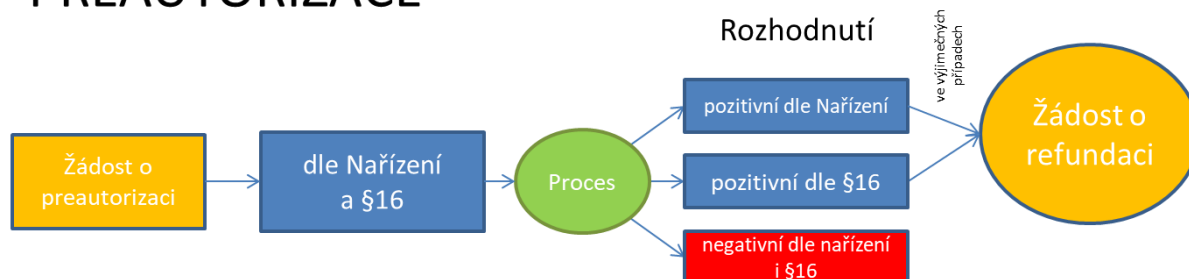 PREAUTORIZACE
Rozhodnutí
ve výjimečných
případech
pozitivní dle Nařízení
Žádost o
refundaci
Žádost o
preautorizaci
dle Nařízení
a §16
Proces
pozitivní dle §16
negativní dle nařízení
i §16